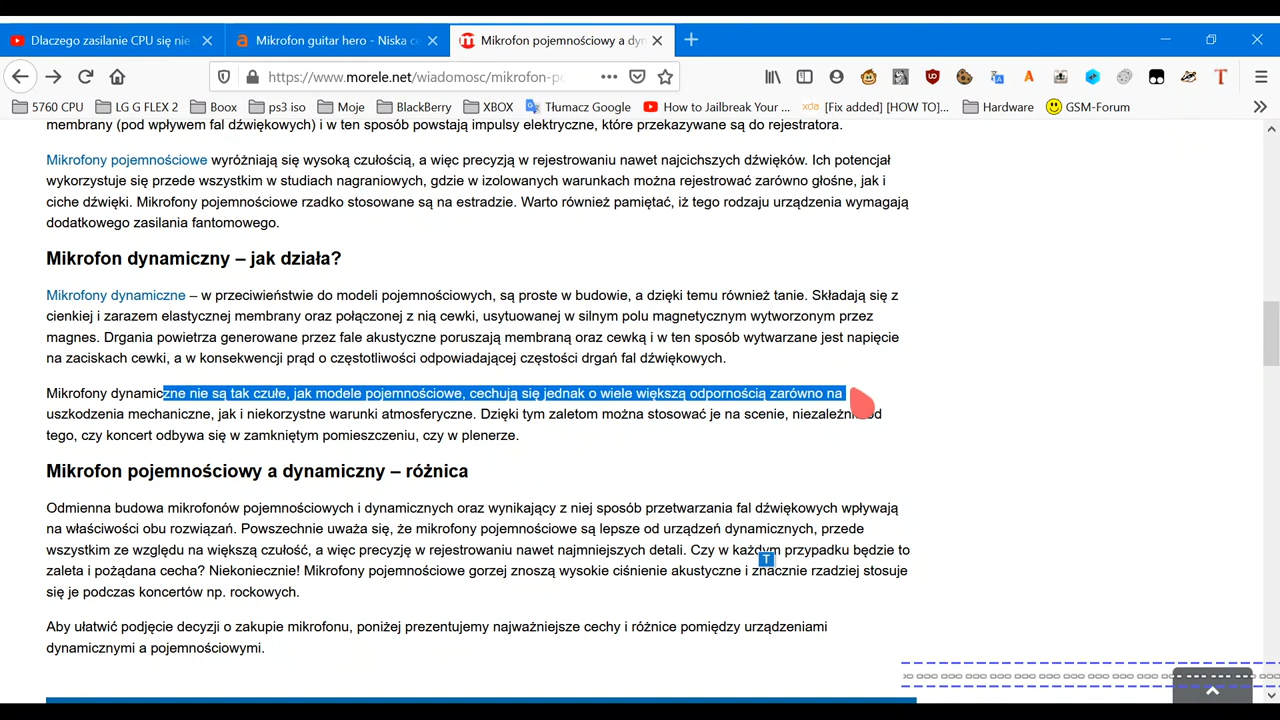 Dlaczego zasilanie CPU się nie
Mikrofon guitar hero - Niska c
Mikrofon pojemnościowy a dyn
https://www.morele.net/wiadomosc/mikrofon-p
5760 CPU
LG G FLEX 2
Boox
ps3 iso
Moje
BlackBerry
XBOX
Tłumacz Google
How to Jailbreak Your ...
xda [Fix added] [HOW TO]...
Hardware
GSM-Forum
membrany (pod wpływem fal dźwiękowych) i w ten sposób powstają impulsy elektryczne, które przekazywane są do rejestratora.
Mikrofony pojemnościowe wyróżniają się wysoką czułością, a więc precyzją w rejestrowaniu nawet najcichszych dźwięków. Ich potencjał
wykorzystuje się przede wszystkim w studiach nagraniowych, gdzie w izolowanych warunkach można rejestrować zarówno głośne, jak i
ciche dźwięki. Mikrofony pojemnościowe rzadko stosowane są na estradzie. Warto również pamiętać, iż tego rodzaju urządzenia wymagają
dodatkowego zasilania fantomowego.
Mikrofon dynamiczny – jak działa?
Mikrofony dynamiczne – w przeciwieństwie do modeli pojemnościowych, są proste w budowie, a dzięki temu również tanie. Składają się z
cienkiej i zarazem elastycznej membrany oraz połączonej z nią cewki, usytuowanej w silnym polu magnetycznym wytworzonym przez
magnes. Drgania powietrza generowane przez fale akustyczne poruszają membraną oraz cewką i w ten sposób wytwarzane jest napięcie
na zaciskach cewki, a w konsekwencji prąd o częstotliwości odpowiadającej częstości drgań fal dźwiękowych.
Mikrofony dynamiczne nie są tak czułe, jak modele pojemnościowe, cechują się jednak o wiele większą odpornością zarówno na
uszkodzenia mechaniczne, jak i niekorzystne warunki atmosferyczne. Dzięki tym zaletom można stosować je na scenie, niezależnie od
tego, czy koncert odbywa się w zamkniętym pomieszczeniu, czy w plenerze.
Mikrofon pojemnościowy a dynamiczny – różnica
Odmienna budowa mikrofonów pojemnościowych i dynamicznych oraz wynikający z niej sposób przetwarzania fal dźwiękowych wpływają
na właściwości obu rozwiązań. Powszechnie uważa się, że mikrofony pojemnościowe są lepsze od urządzeń dynamicznych, przede
wszystkim ze względu na większą czułość, a więc precyzję w rejestrowaniu nawet najmniejszych detali. Czy w każdym przypadku będzie to
zaleta i pożądana cecha? Niekoniecznie! Mikrofony pojemnościowe gorzej znoszą wysokie ciśnienie akustyczne i znacznie rzadziej stosuje
się je podczas koncertów np. rockowych.
Aby ułatwić podjęcie decyzji o zakupie mikrofonu, poniżej prezentujemy najważniejsze cechy i różnice pomiędzy urządzeniami
dynamicznymi a pojemnościowymi.